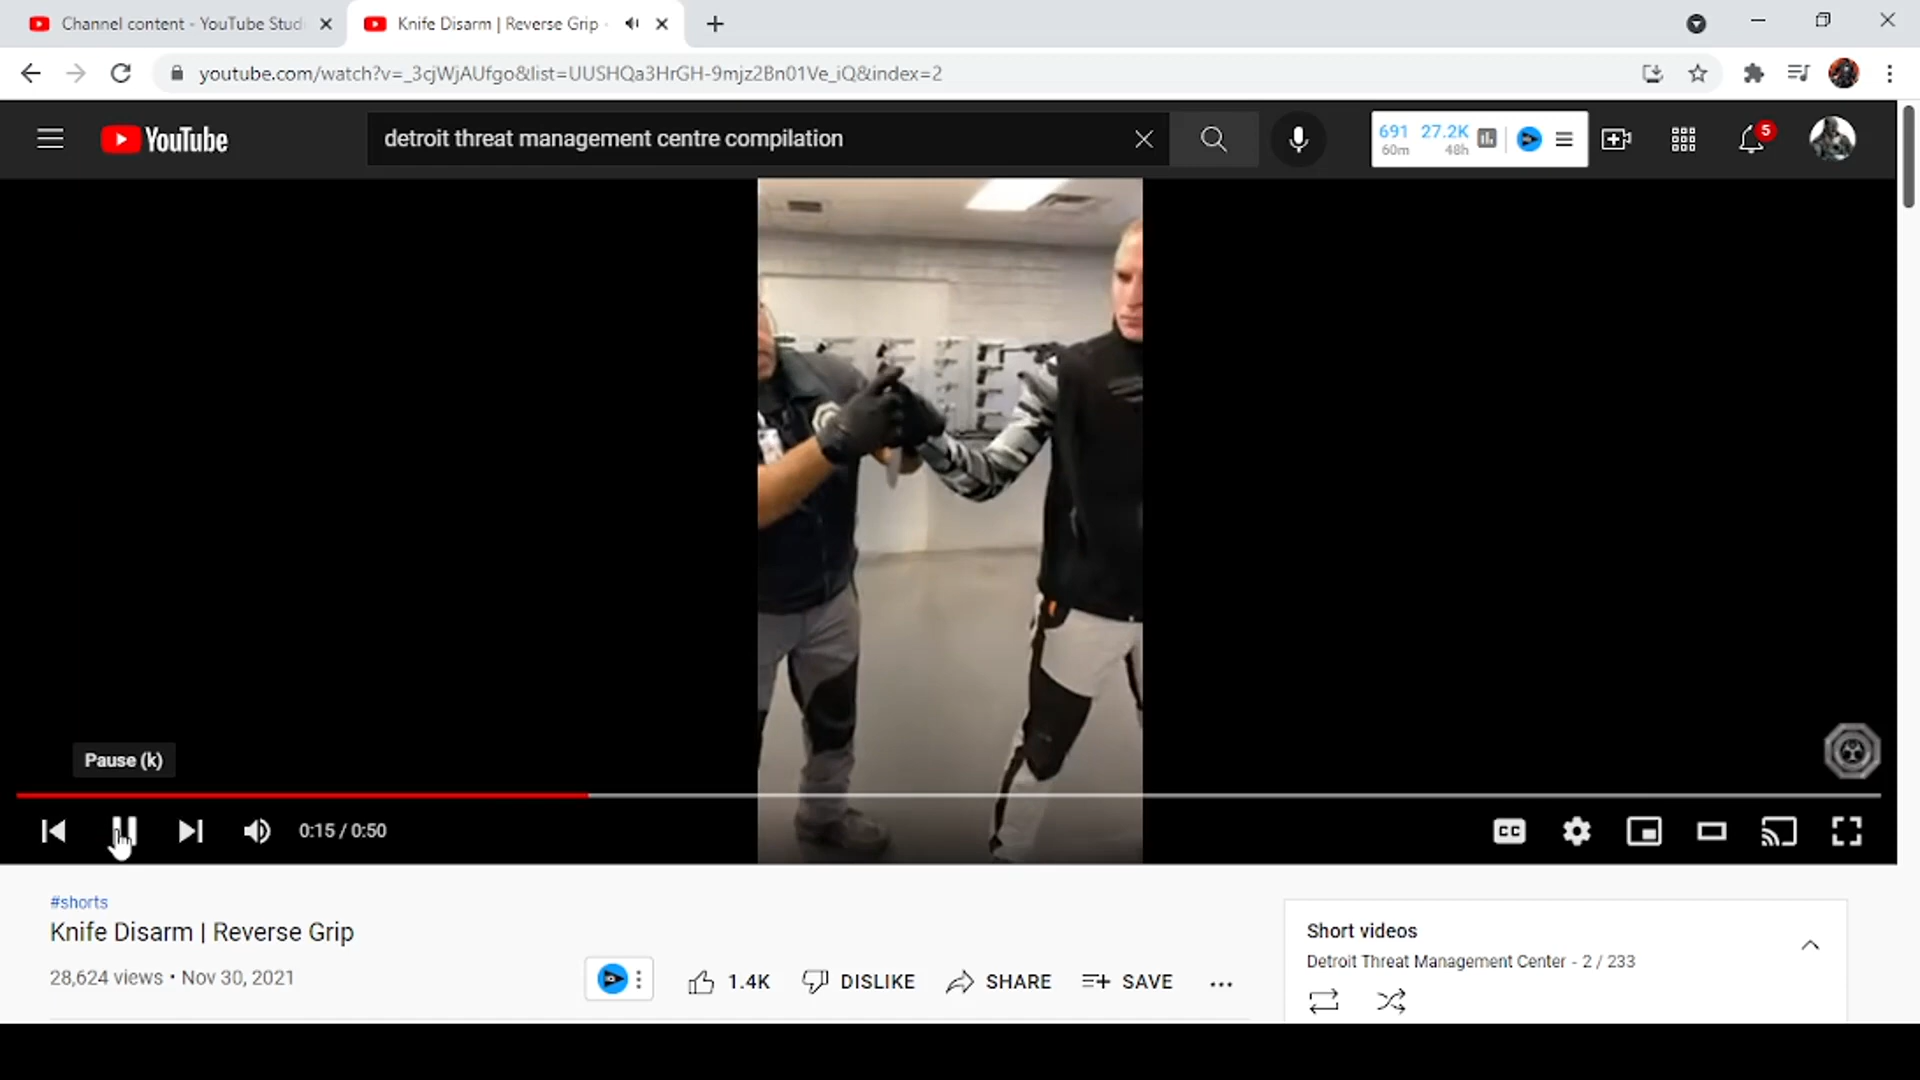 Channel content - YouTube Stud
Knife Disarm | Reverse Grip -
youtube.com/watch?v=_3cjWjAUfgo&list=UUSHQa3HrGH-9mjz2Bn01Ve_iQ&index=2
YouTube
detroit threat management centre compilation
691 27.2K
60m 48h
5
Pause (k)
0:15 / 0:50
CC
#shorts
Knife Disarm | Reverse Grip
28,624 views • Nov 30, 2021
1.4K DISLIKE SHARE SAVE
Short videos
Detroit Threat Management Center - 2 / 233